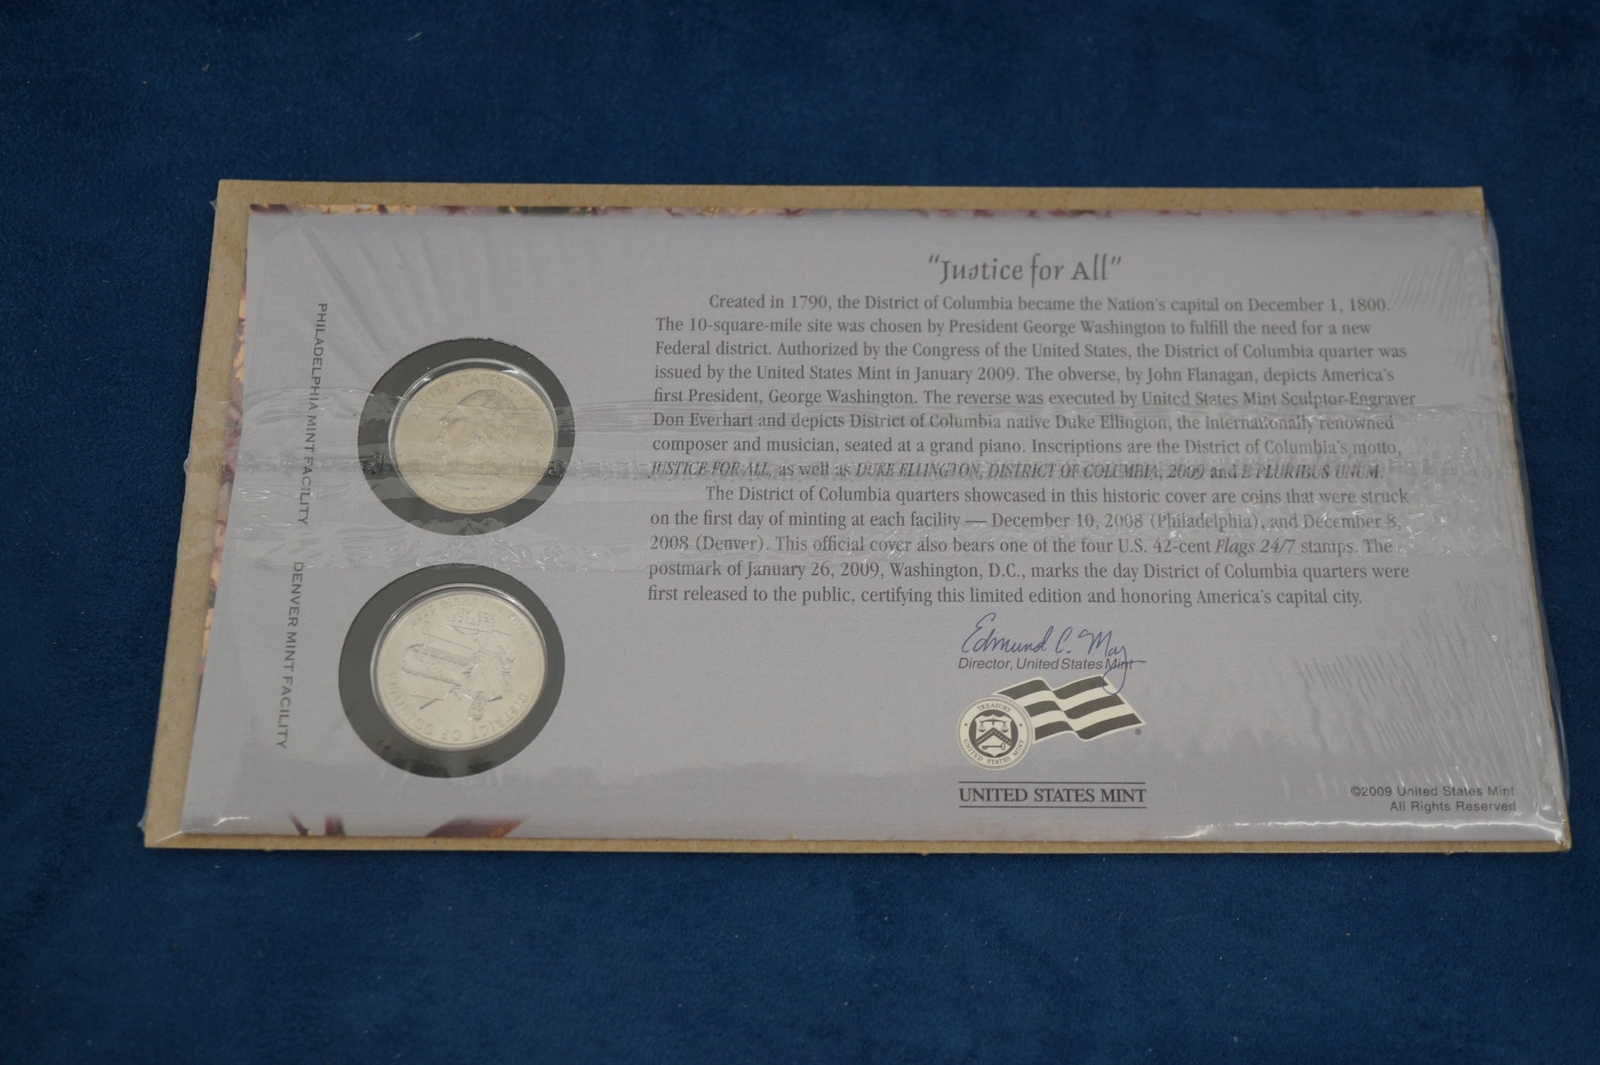 "Justice for All"
Created in 1790, the District of Columbia became the Nation's capital on December 1, 1800.
The 10-square-mile site was chosen by President George Washington to fulfill the need for a new
Federal district. Authorized by the Congress of the United States, the District of Columbia quarter was
issued by the United States Mint in January 2009. The obverse, by John Flanagan, depicts America's
first President, George Washington. The reverse was executed by United States Mint Sculptor-Engraver
Don Everhart and depicts District of Columbia native Duke Ellington, the internationally renowned
composer and musician, seated at a grand piano. Inscriptions are the District of Columbia's motto,
JUSTICE FOR ALL, as well as DUKE ELLINGTON, DISTRICT OF COLUMBIA, 2009 and E PLURIBUS UNUM.
The District of Columbia quarters showcased in this historic cover are coins that were struck
on the first day of minting at each facility — December 10, 2008 (Philadelphia), and December 8,
2008 (Denver). This official cover also bears one of the four U.S. 42-cent Flags 24/7 stamps. The
postmark of January 26, 2009, Washington, D.C., marks the day District of Columbia quarters were
first released to the public, certifying this limited edition and honoring America's capital city.
Edmund C. Moy
Director, United States Mint
TREASURY
UNITED STATES MINT
UNITED STATES MINT
©2009 United States Mint
All Rights Reserved
PHILADELPHIA MINT FACILITY
DENVER MINT FACILITY
DISTRICT OF COLUMBIA